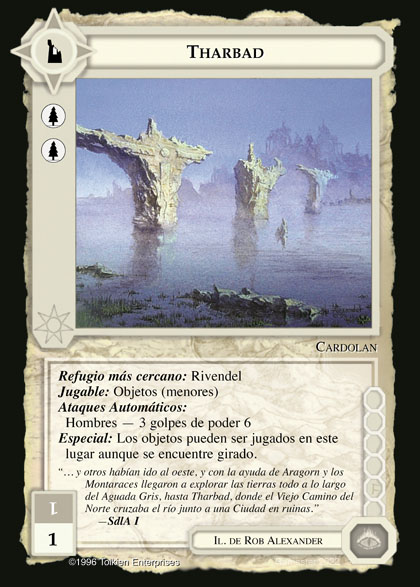 THARBAD
CARDOLAN
Refugio más cercano: Rivendel
Jugable: Objetos (menores)
Ataques Automáticos:
Hombres — 3 golpes de poder 6
Especial: Los objetos pueden ser jugados en este
lugar aunque se encuentre girado.
“… y otros habían ido al oeste, y con la ayuda de Aragorn y los
Montaraces llegaron a explorar las tierras todo a lo largo
del Aguada Gris, hasta Tharbad, donde el Viejo Camino del
Norte cruzaba el río junto a una Ciudad en ruinas.”
—SdlA I
1
1
IL. DE ROB ALEXANDER
©1996 Tolkien Enterprises